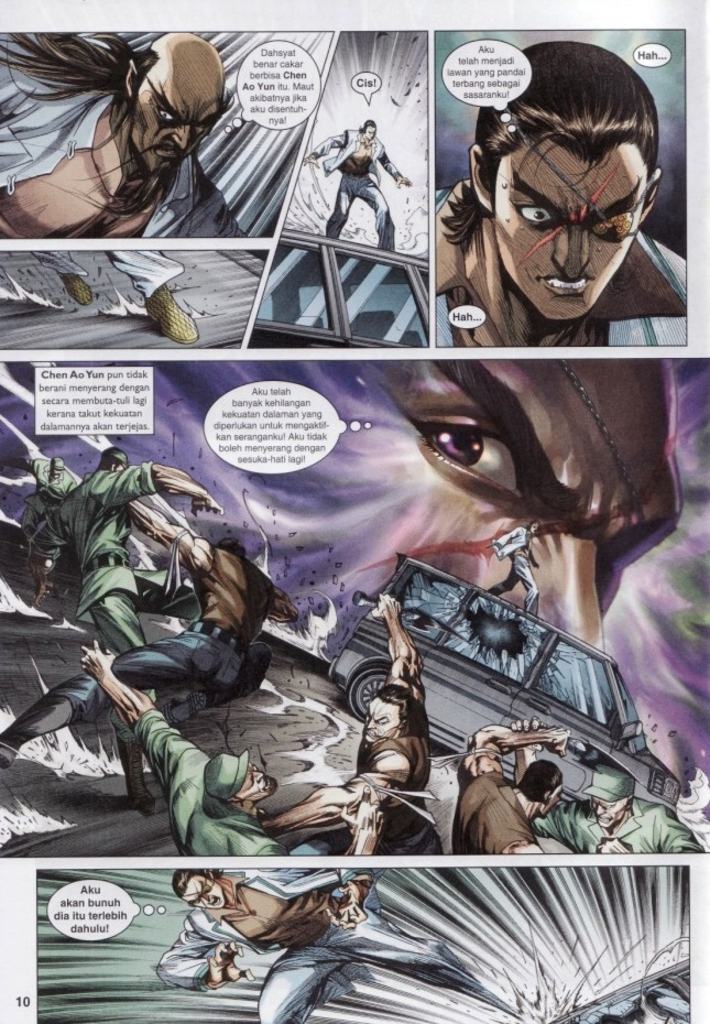 Dahsyat
benar cakar
berbisa Chen
Ao Yun itu. Maut
akibatnya jika
aku disentuh-
nya!
Cis!
Aku
telah menjadi
lawan yang pandai
terbang sebagai
sasaranku!
Hah...
Hah...
Chen Ao Yun pun tidak
berani menyerang dengan
secara membuta-tuli lagi
kerana takut kekuatan
dalamannya akan terjejas.
Aku telah
banyak kehilangan
kekuatan dalaman yang
diperlukan untuk mengaktif-
kan seranganku! Aku tidak
boleh menyerang dengan
sesuka-hati lagi!
Aku
akan bunuh
dia itu terlebih
dahulu!
10